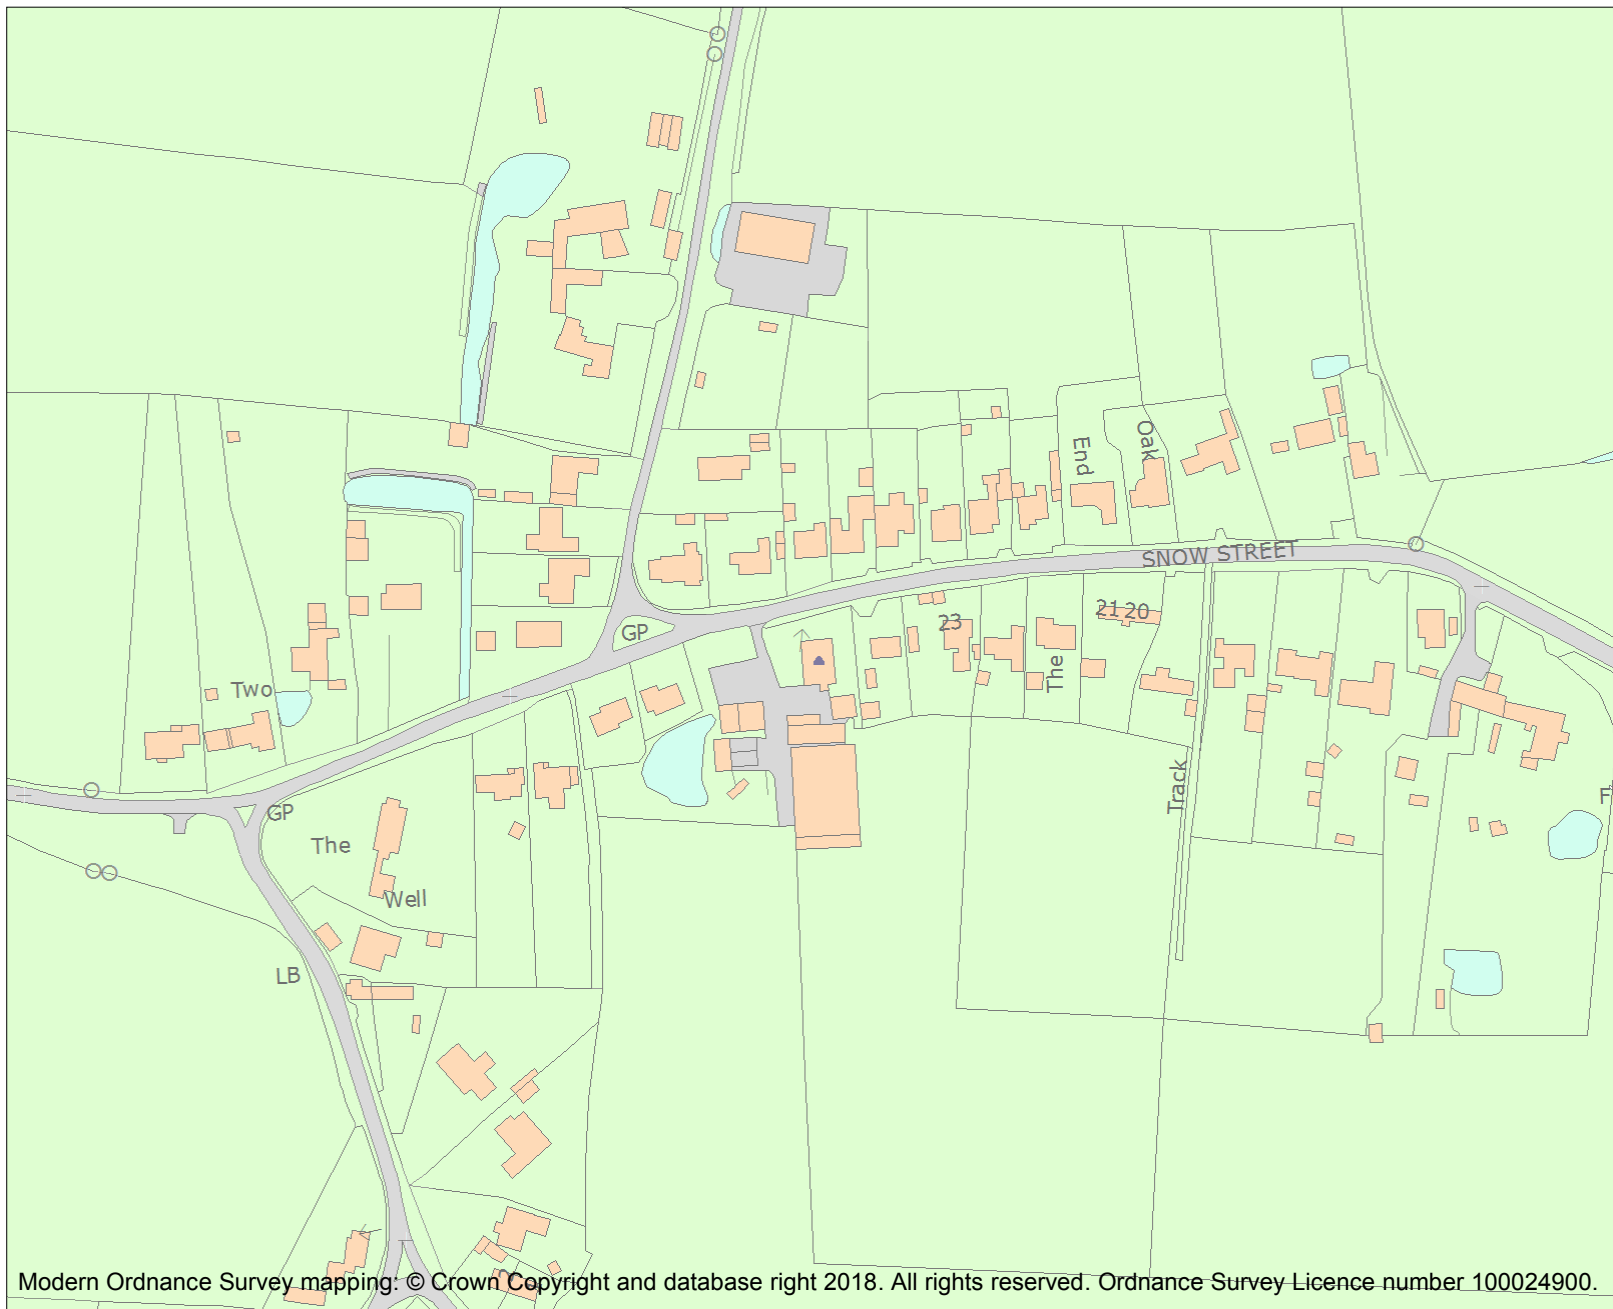 End
Oak
SNOW STREET
21 20
23
GP
The
Two
Track
GP
The
Well
LB
Modern Ordnance Survey mapping: © Crown Copyright and database right 2018. All rights reserved. Ordnance Survey Licence number 100024900.